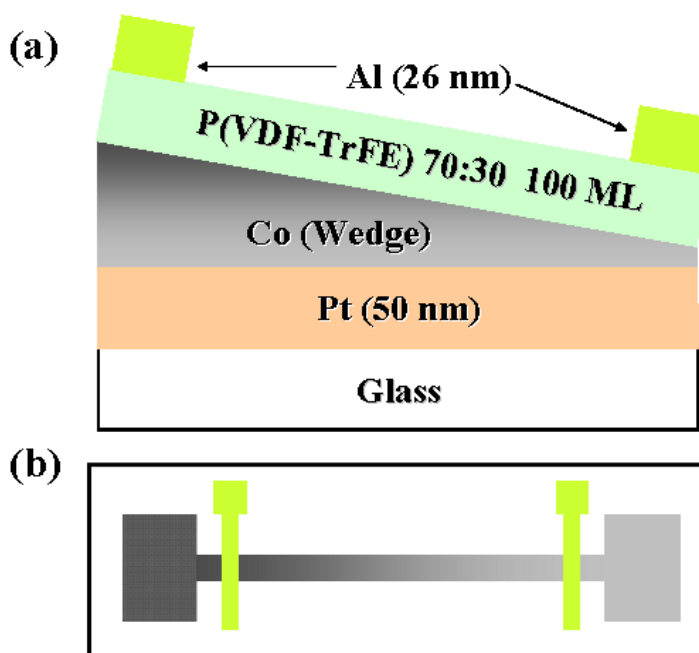 (a)
Al (26 nm)
P(VDF-TrFE) 70:30 100 ML
Co (Wedge)
Pt (50 nm)
Glass
(b)